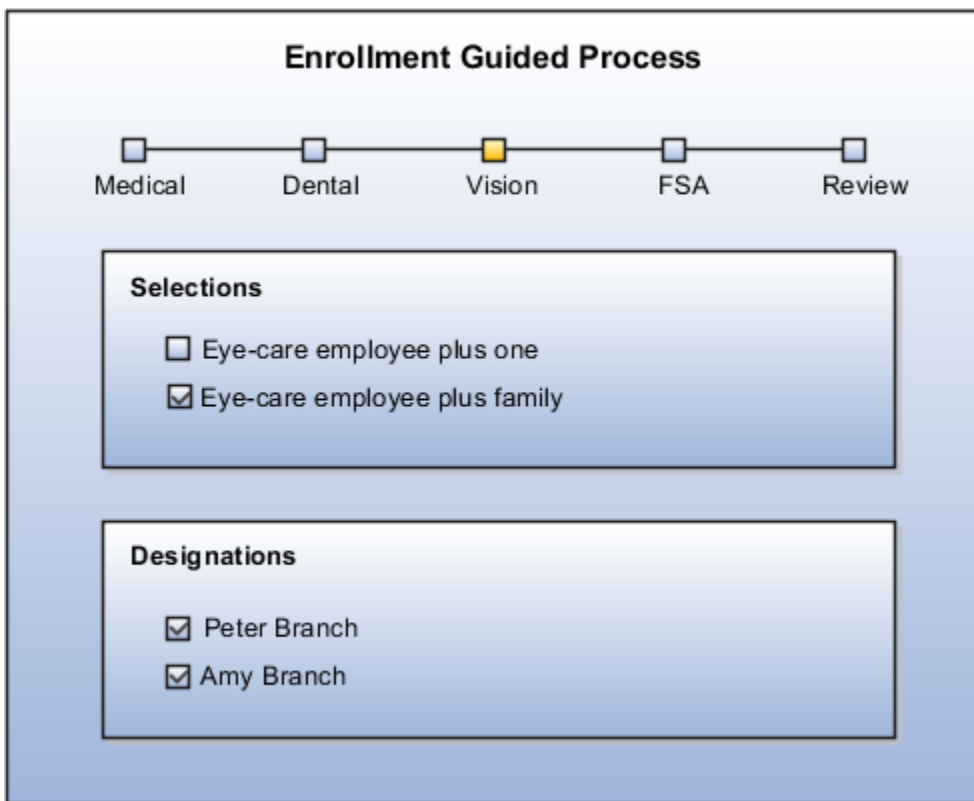 Enrollment Guided Process
Medical Dental Vision FSA Review
Selections
Eye-care employee plus one
Eye-care employee plus family
Designations
Peter Branch
Amy Branch